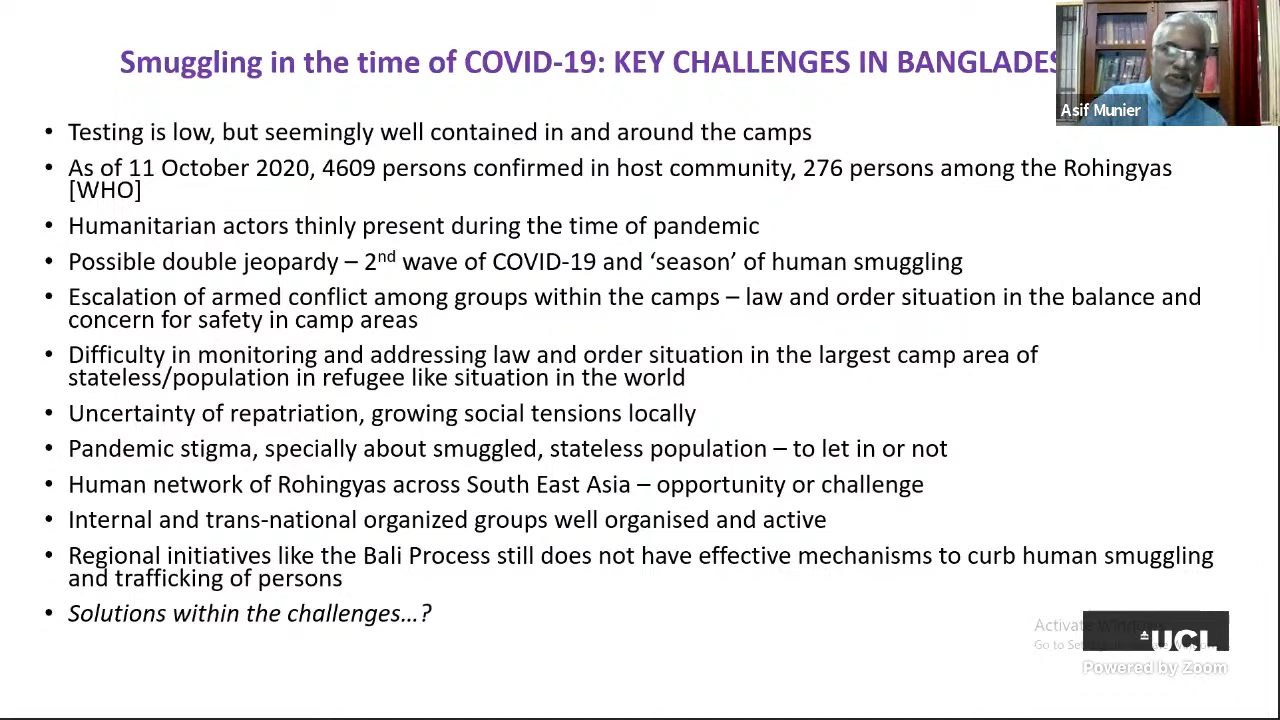 Smuggling in the time of COVID-19: KEY CHALLENGES IN BANGLADES
Asif Munier
• Testing is low, but seemingly well contained in and around the camps
• As of 11 October 2020, 4609 persons confirmed in host community, 276 persons among the Rohingyas
[WHO]
• Humanitarian actors thinly present during the time of pandemic
• Possible double jeopardy – 2nd wave of COVID-19 and ‘season’ of human smuggling
• Escalation of armed conflict among groups within the camps – law and order situation in the balance and
concern for safety in camp areas
• Difficulty in monitoring and addressing law and order situation in the largest camp area of
stateless/population in refugee like situation in the world
• Uncertainty of repatriation, growing social tensions locally
• Pandemic stigma, specially about smuggled, stateless population – to let in or not
• Human network of Rohingyas across South East Asia – opportunity or challenge
• Internal and trans-national organized groups well organised and active
• Regional initiatives like the Bali Process still does not have effective mechanisms to curb human smuggling
and trafficking of persons
• Solutions within the challenges…?
Activate Windows
Go to
UCL
Powered by Zoom